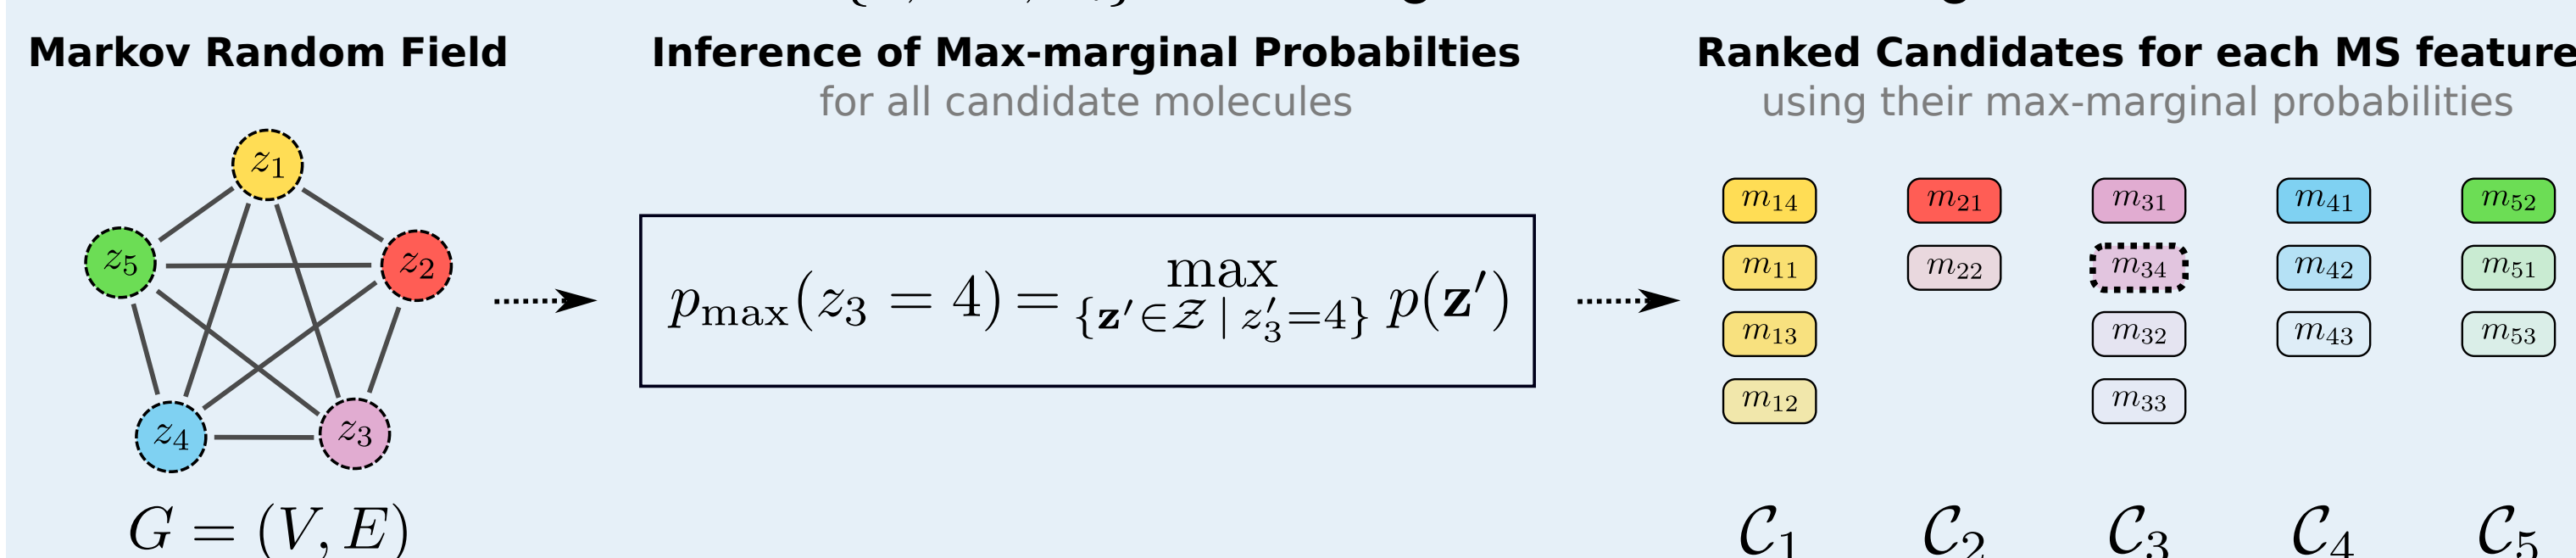 Markov Random Field
z₁
z₅
z₂
z₄
z₃
G = (V, E)
Inference of Max-marginal Probabilties
for all candidate molecules
p_max(z₃ = 4) = max_{z′∈𝒵 | z′₃=4} p(z′)
Ranked Candidates for each MS feature
using their max-marginal probabilities
m₁₄ m₂₁ m₃₁ m₄₁ m₅₂
m₁₁ m₂₂ m₃₄ m₄₂ m₅₁
m₁₃ m₃₂ m₄₃ m₅₃
m₁₂ m₃₃
𝒞₁ 𝒞₂ 𝒞₃ 𝒞₄ 𝒞₅